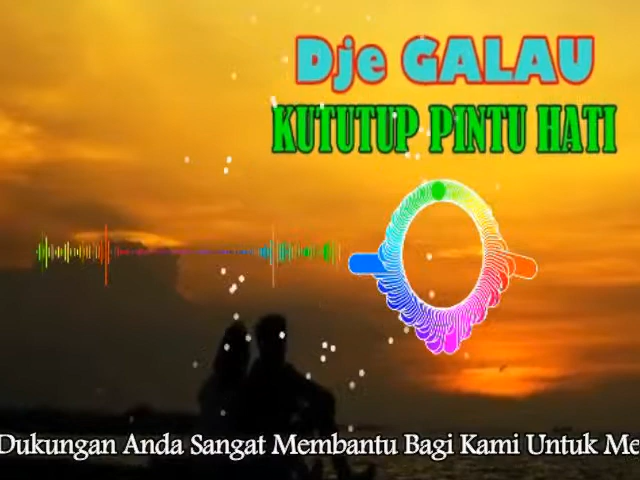 Dje GALAU
KUTUTUP PINTU HATI
Dukungan Anda Sangat Membantu Bagi Kami Untuk